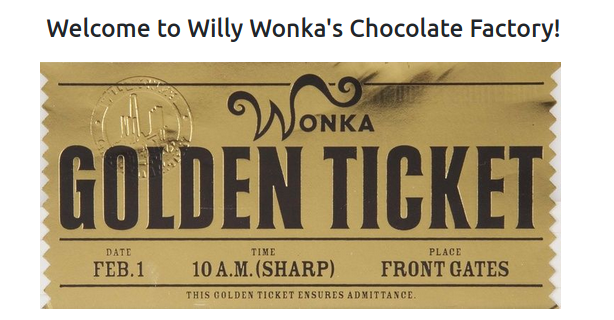 Welcome to Willy Wonka's Chocolate Factory!
WONKA
GOLDEN TICKET
DATE TIME PLACE
FEB.1 10 A.M.(SHARP) FRONT GATES
THIS GOLDEN TICKET ENSURES ADMITTANCE.